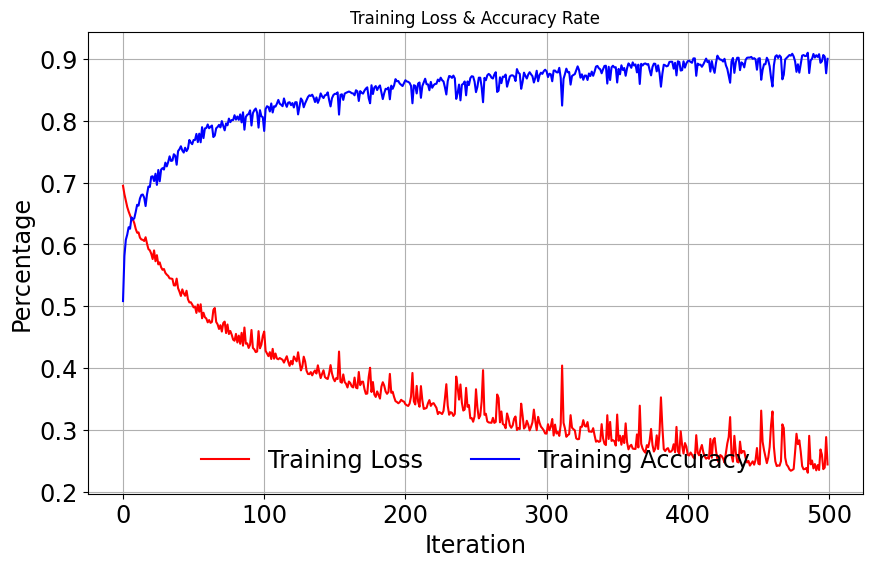 Training Loss & Accuracy Rate
Percentage
0.9
0.8
0.7
0.6
0.5
0.4
0.3
0.2
Training Loss
Training Accuracy
0 100 200 300 400 500
Iteration